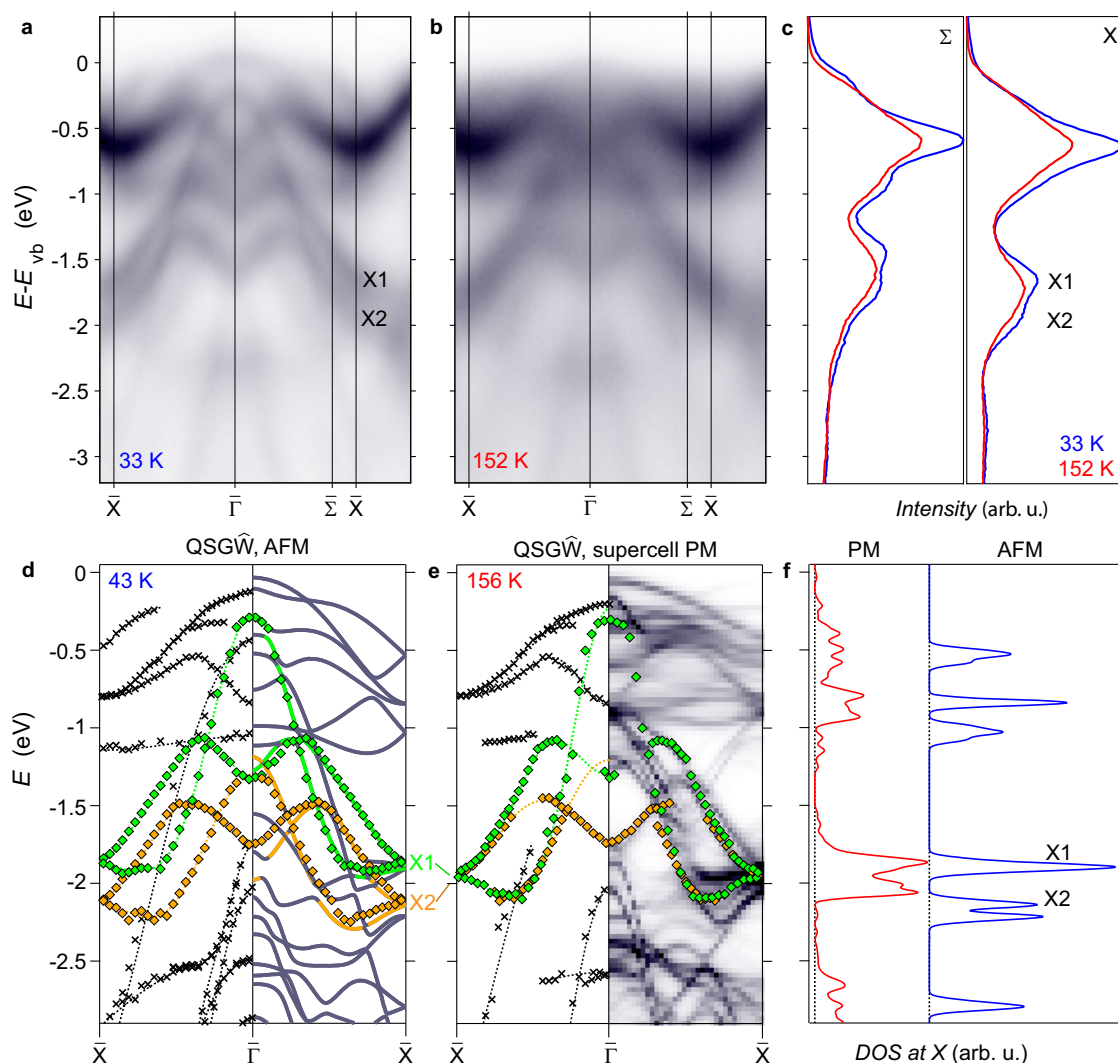 a
b
c
Σ
X
0
-0.5
-1
-1.5
-2
-2.5
-3
E-E_vb (eV)
X1
X2
33 K
152 K
X̄
Γ̄
Σ̄
X̄
X̄
Γ̄
Σ̄
X̄
X1
X2
33 K
152 K
Intensity (arb. u.)
QSGŴ, AFM
QSGŴ, supercell PM
PM
AFM
d
e
f
43 K
156 K
0
-0.5
-1
-1.5
-2
-2.5
E (eV)
X1
X2
X1
X2
X̄
Γ̄
X̄
X̄
Γ̄
X̄
DOS at X (arb. u.)